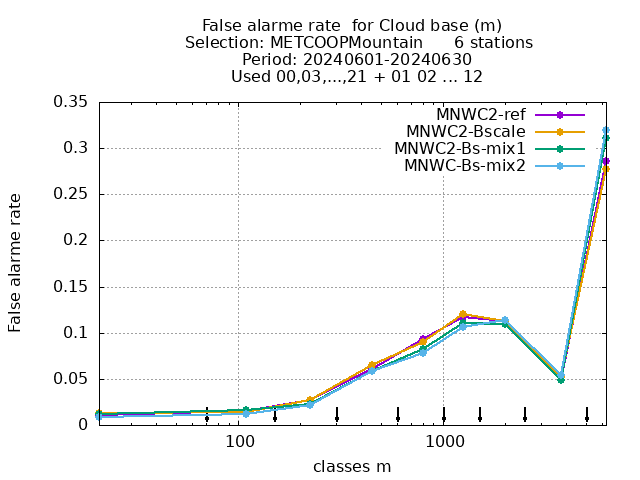 False alarme rate  for Cloud base (m)
Selection: METCOOPMountain      6 stations
Period: 20240601-20240630
Used 00,03,...,21 + 01 02 ... 12
MNWC2-ref
MNWC2-Bscale
MNWC2-Bs-mix1
MNWC-Bs-mix2
False alarme rate
0.35
0.3
0.25
0.2
0.15
0.1
0.05
0
100
1000
classes m